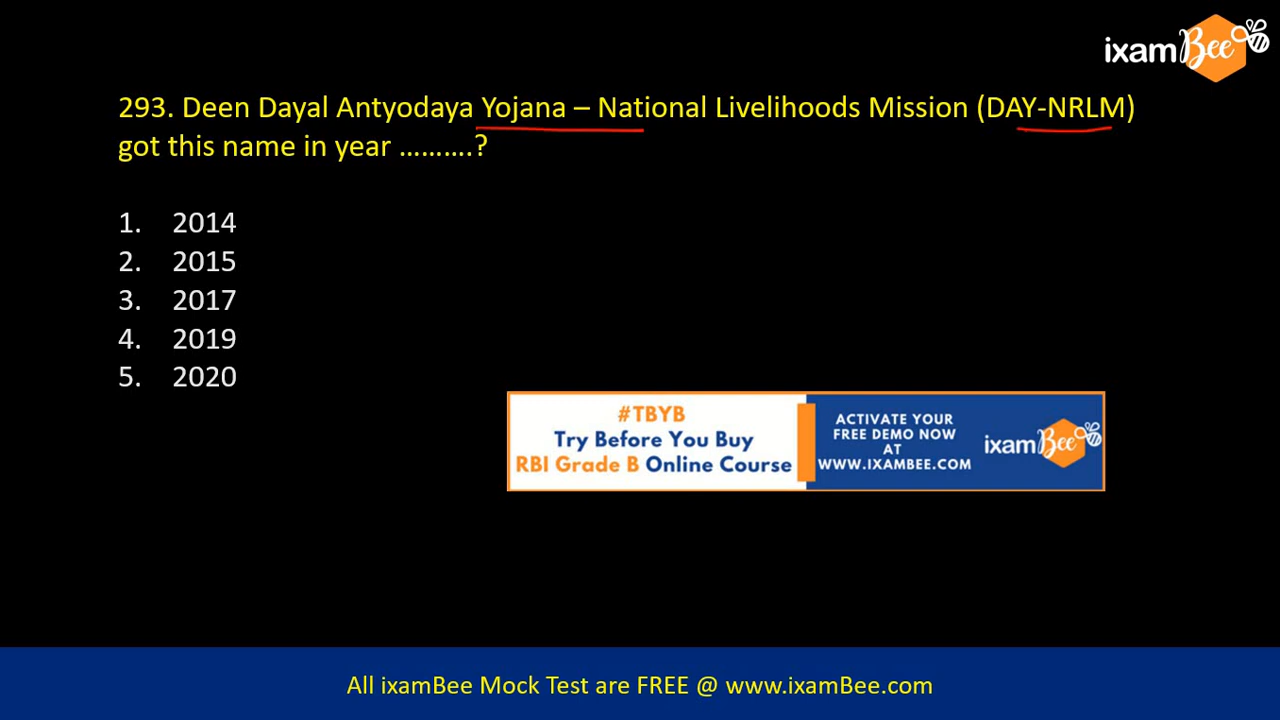 ixamBee
293. Deen Dayal Antyodaya Yojana – National Livelihoods Mission (DAY-NRLM)
got this name in year ……….?
1. 2014
2. 2015
3. 2017
4. 2019
5. 2020
#TBYB
Try Before You Buy
RBI Grade B Online Course
ACTIVATE YOUR
FREE DEMO NOW
AT
WWW.IXAMBEE.COM
ixamBee
All ixamBee Mock Test are FREE @ www.ixamBee.com